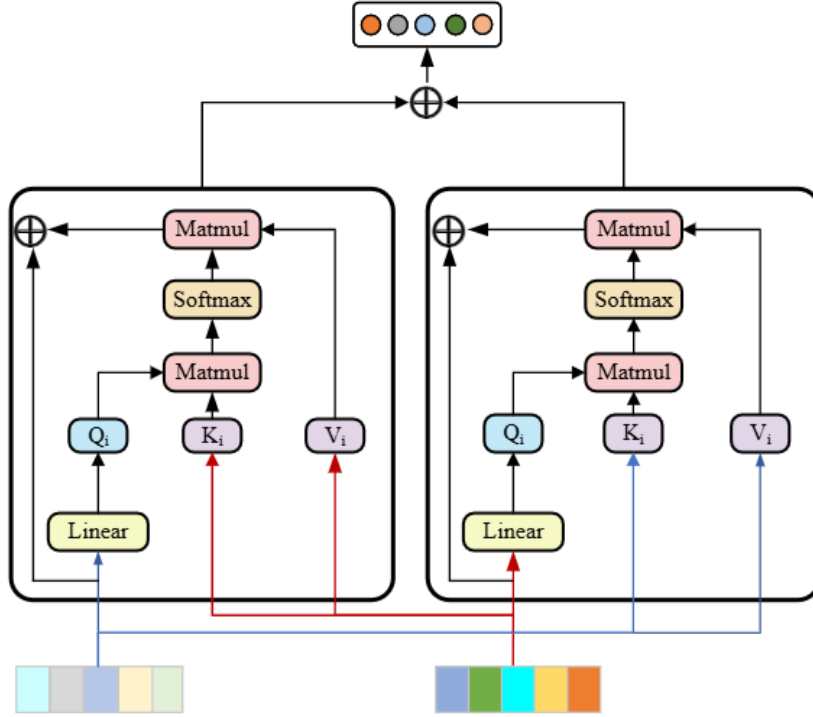 Matmul
Softmax
Matmul
Qi
Ki
Vi
Linear
Matmul
Softmax
Matmul
Qi
Ki
Vi
Linear